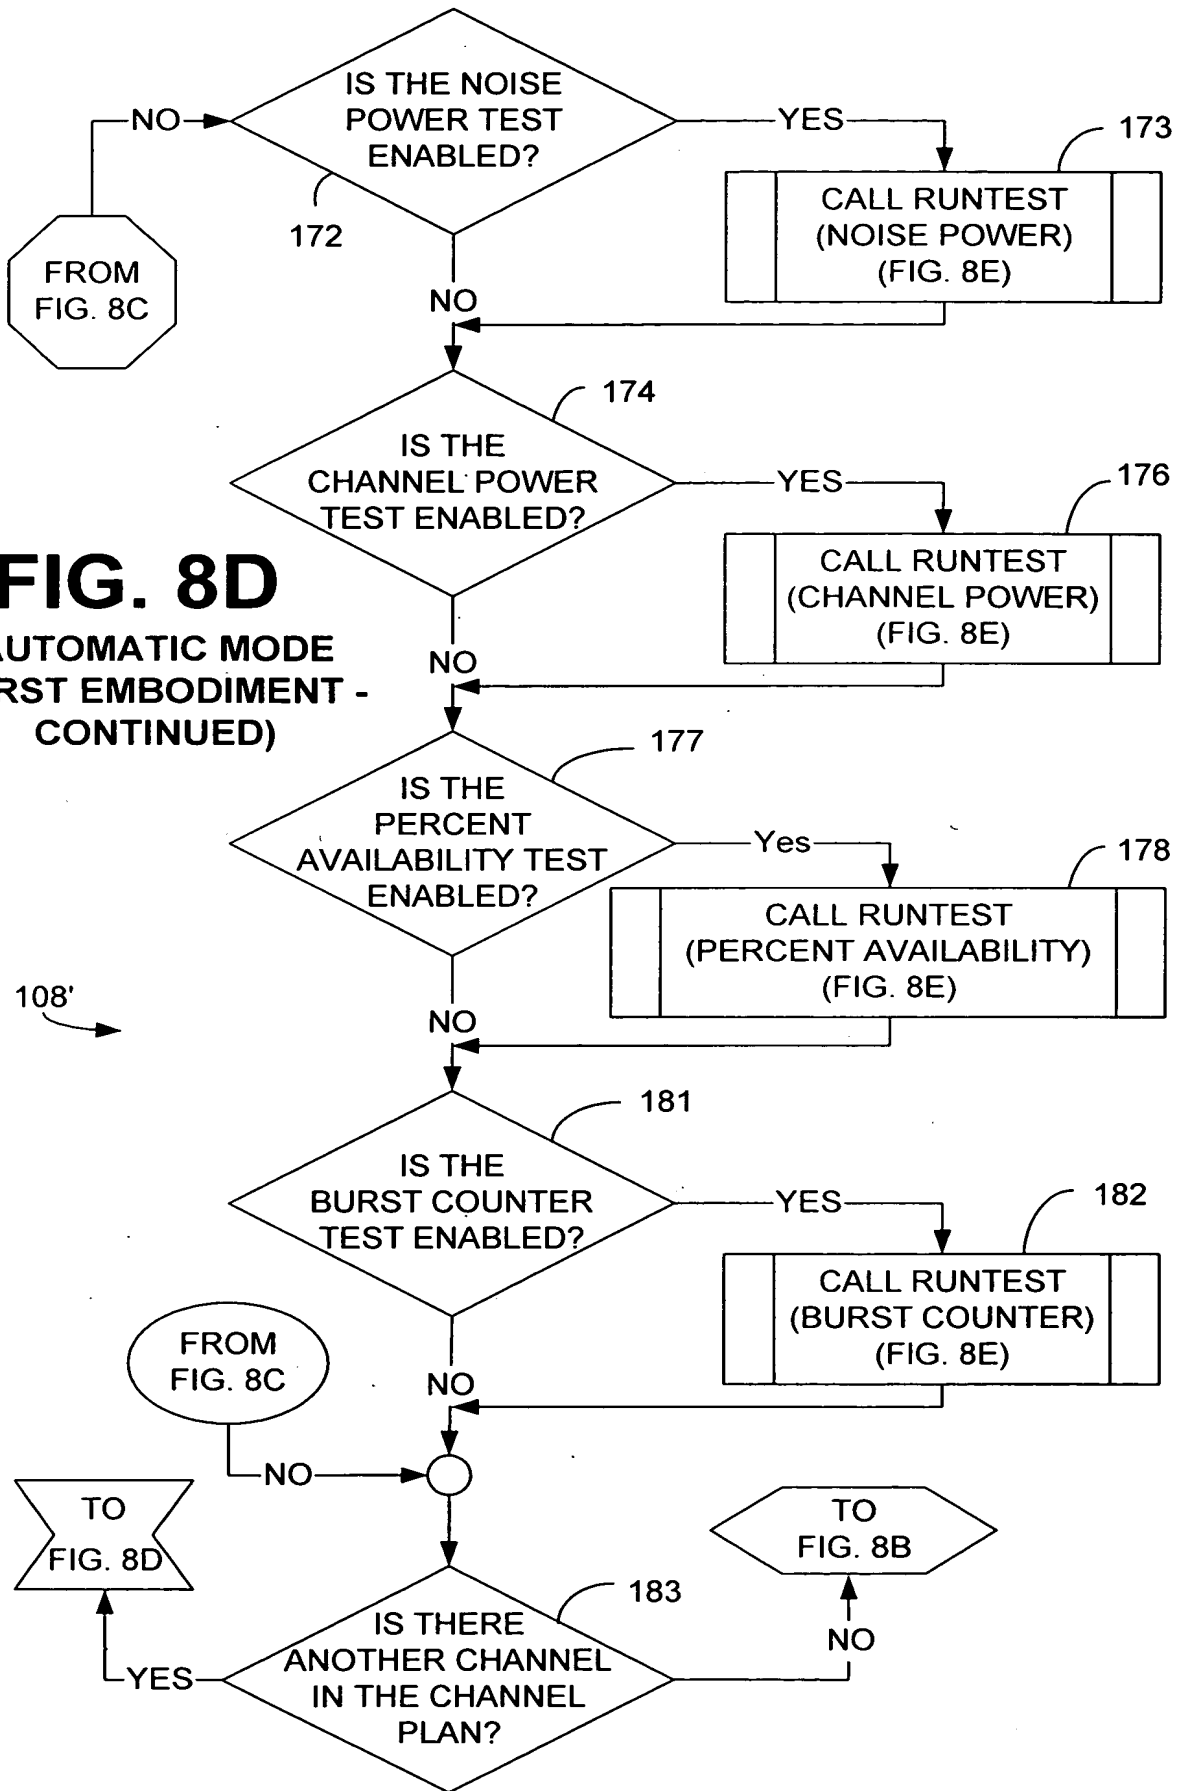 IS THE NOISE
POWER TEST
ENABLED?
NO
YES
173
172
CALL RUNTEST
(NOISE POWER)
(FIG. 8E)
FROM
FIG. 8C
NO
174
IS THE
CHANNEL POWER
TEST ENABLED?
YES
176
CALL RUNTEST
(CHANNEL POWER)
(FIG. 8E)
FIG. 8D
AUTOMATIC MODE
RST EMBODIMENT -
CONTINUED)
NO
177
IS THE
PERCENT
AVAILABILITY TEST
ENABLED?
Yes
178
CALL RUNTEST
(PERCENT AVAILABILITY)
(FIG. 8E)
108'
NO
181
IS THE
BURST COUNTER
TEST ENABLED?
YES
182
CALL RUNTEST
(BURST COUNTER)
(FIG. 8E)
FROM
FIG. 8C
NO
NO
TO
FIG. 8D
TO
FIG. 8B
183
IS THERE
ANOTHER CHANNEL
IN THE CHANNEL
PLAN?
YES
NO